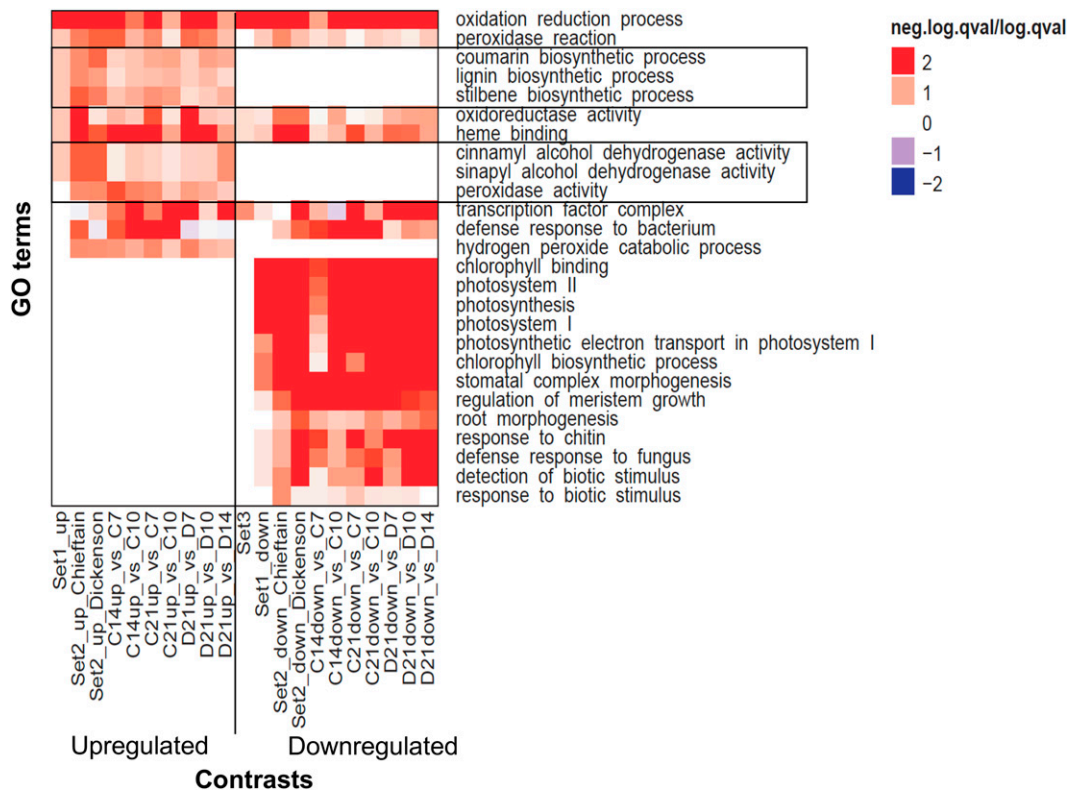 neg.log.qval/log.qval
2
1
0
−1
−2
GO terms
oxidation reduction process
peroxidase reaction
coumarin biosynthetic process
lignin biosynthetic process
stilbene biosynthetic process
oxidoreductase activity
heme binding
cinnamyl alcohol dehydrogenase activity
sinapyl alcohol dehydrogenase activity
peroxidase activity
transcription factor complex
defense response to bacterium
hydrogen peroxide catabolic process
chlorophyll binding
photosystem II
photosynthesis
photosystem I
photosynthetic electron transport in photosystem I
chlorophyll biosynthetic process
stomatal complex morphogenesis
regulation of meristem growth
root morphogenesis
response to chitin
defense response to fungus
detection of biotic stimulus
response to biotic stimulus
Set1_up
Set2_up_Chieftain
Set2_up_Dickenson
C14up_vs_C7
C14up_vs_C10
C21up_vs_C7
C21up_vs_C10
D21up_vs_D7
D21up_vs_D10
D21up_vs_D14
Set3
Set1_down
Set2_down_Chieftain
Set2_down_Dickenson
C14down_vs_C7
C14down_vs_C10
C21down_vs_C7
C21down_vs_C10
D21down_vs_D7
D21down_vs_D10
D21down_vs_D14
Upregulated
Downregulated
Contrasts